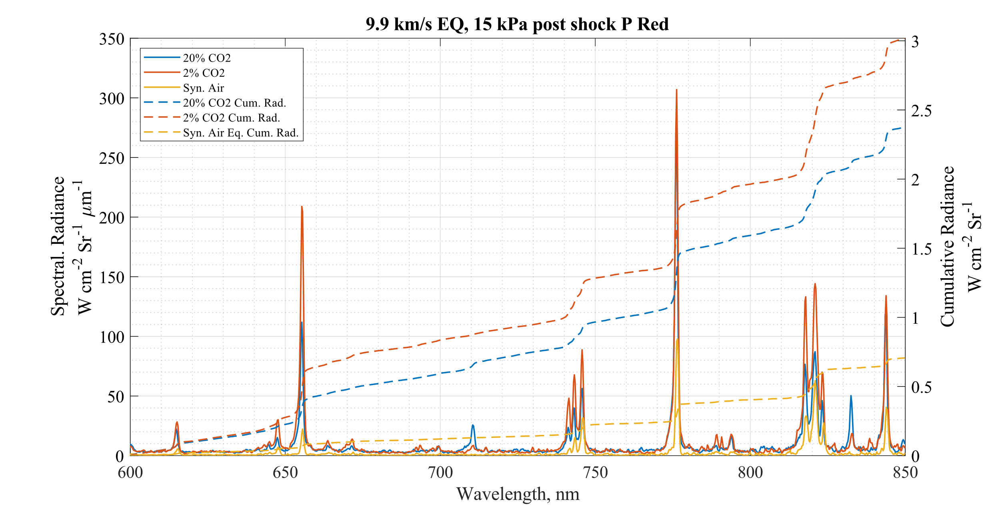 9.9 km/s EQ, 15 kPa post shock P Red
350
300
250
200
150
100
50
0
3
2.5
2
1.5
1
0.5
0
20% CO2
2% CO2
Syn. Air
20% CO2 Cum. Rad.
2% CO2 Cum. Rad.
Syn. Air Eq. Cum. Rad.
Spectral. Radiance
W cm-2 Sr-1 μm-1
Cumulative Radiance
W cm-2 Sr-1
600 650 700 750 800 850
Wavelength, nm